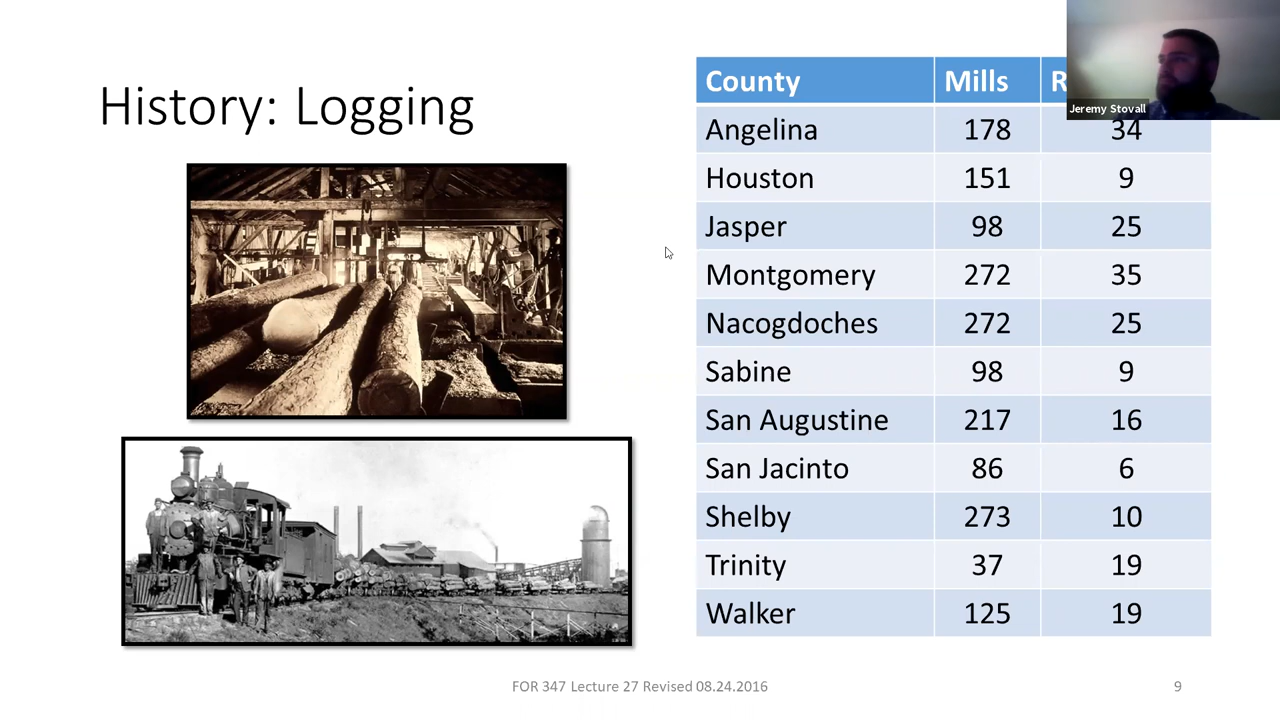 History: Logging
County Mills
Angelina 178 34
Houston 151 9
Jasper 98 25
Montgomery 272 35
Nacogdoches 272 25
Sabine 98 9
San Augustine 217 16
San Jacinto 86 6
Shelby 273 10
Trinity 37 19
Walker 125 19
Jeremy Stovall
FOR 347 Lecture 27 Revised 08.24.2016
9